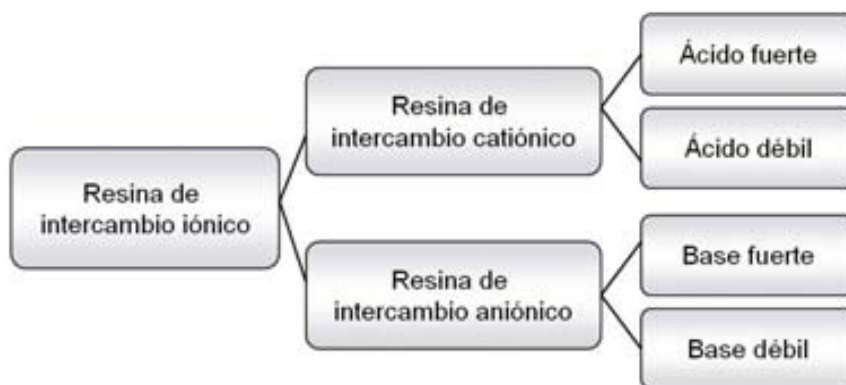 Resina de
intercambio iónico
Resina de
intercambio catiónico
Ácido fuerte
Ácido débil
Resina de
intercambio aniónico
Base fuerte
Base débil